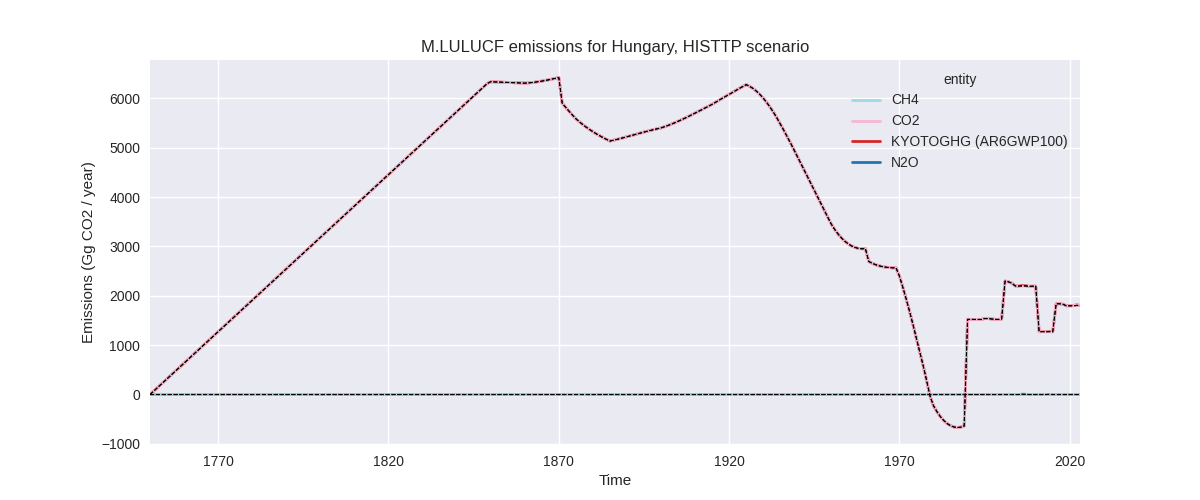 M.LULUCF emissions for Hungary, HISTTP scenario
entity
CH4
CO2
KYOTOGHG (AR6GWP100)
N2O
Emissions (Gg CO2 / year)
6000
5000
4000
3000
2000
1000
0
−1000
1770
1820
1870
1920
1970
2020
Time